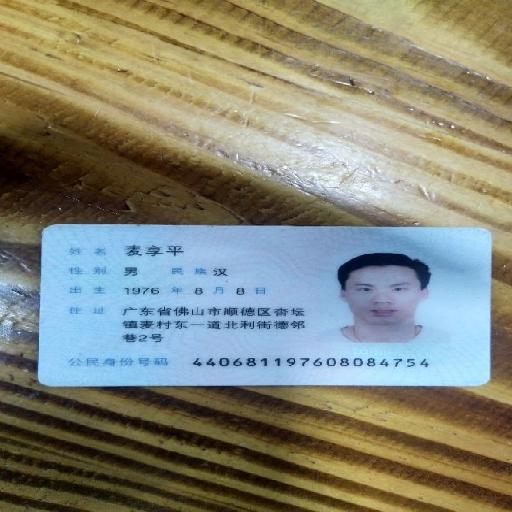 姓名 麦享平
性别 男 民族 汉
出生 1976 年 8 月 8 日
住址 广东省佛山市顺德区杏坛
镇麦村东一道北利街德邻
巷2号
公民身份号码 440681197608084754